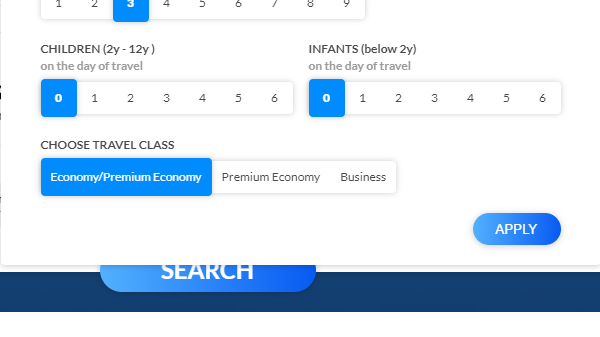 1 2 3 4 5 6 7 8 9
CHILDREN (2y - 12y )
on the day of travel
0 1 2 3 4 5 6
INFANTS (below 2y)
on the day of travel
0 1 2 3 4 5 6
CHOOSE TRAVEL CLASS
Economy/Premium Economy Premium Economy Business
APPLY
SEARCH